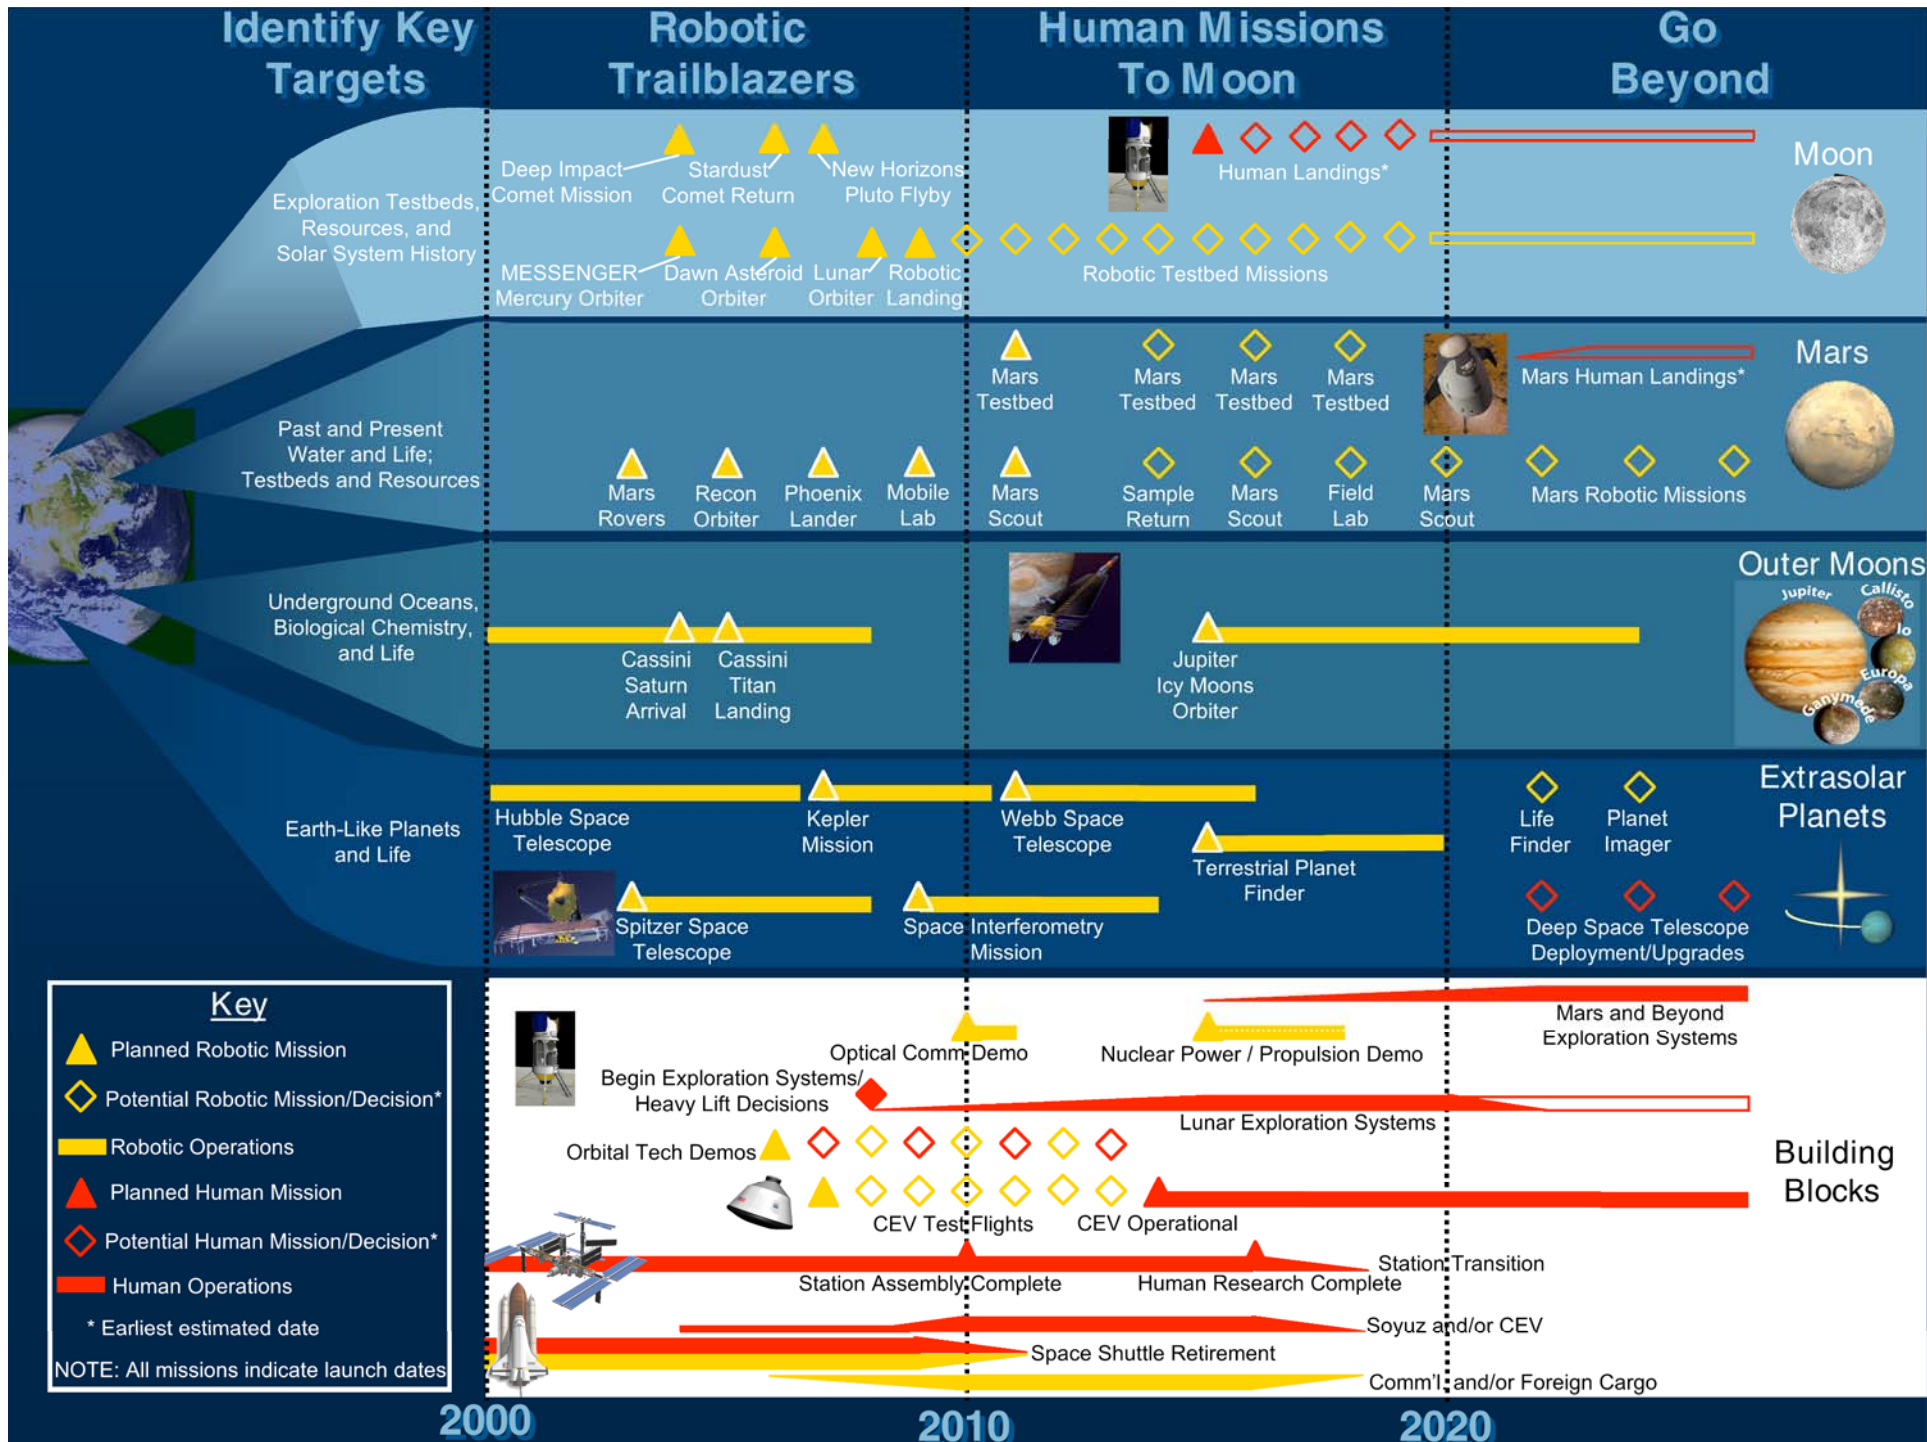 Identify Key
Targets
Robotic
Trailblazers
Human Missions
To Moon
Go
Beyond
Exploration Testbeds,
Resources, and
Solar System History
Deep Impact
Comet Mission
Stardust
Comet Return
New Horizons
Pluto Flyby
Human Landings*
Moon
MESSENGER
Mercury Orbiter
Dawn Asteroid
Orbiter
Lunar
Orbiter
Robotic
Landing
Robotic Testbed Missions
Past and Present
Water and Life;
Testbeds and Resources
Mars
Testbed
Mars
Testbed
Mars
Testbed
Mars
Testbed
Mars Human Landings*
Mars
Mars
Rovers
Recon
Orbiter
Phoenix
Lander
Mobile
Lab
Mars
Scout
Sample
Return
Mars
Scout
Field
Lab
Mars
Scout
Mars Robotic Missions
Underground Oceans,
Biological Chemistry,
and Life
Cassini
Saturn
Arrival
Cassini
Titan
Landing
Jupiter
Icy Moons
Orbiter
Outer Moons
Jupiter
Callisto
Io
Europa
Ganymede
Earth-Like Planets
and Life
Hubble Space
Telescope
Kepler
Mission
Webb Space
Telescope
Terrestrial Planet
Finder
Life
Finder
Planet
Imager
Extrasolar
Planets
Spitzer Space
Telescope
Space Interferometry
Mission
Deep Space Telescope
Deployment/Upgrades
Key
Planned Robotic Mission
Potential Robotic Mission/Decision*
Robotic Operations
Planned Human Mission
Potential Human Mission/Decision*
Human Operations
* Earliest estimated date
NOTE: All missions indicate launch dates
Mars and Beyond
Exploration Systems
Optical Comm Demo
Nuclear Power / Propulsion Demo
Begin Exploration Systems/
Heavy Lift Decisions
Lunar Exploration Systems
Orbital Tech Demos
CEV Test Flights
CEV Operational
Building
Blocks
Station Assembly Complete
Human Research Complete
Station Transition
Soyuz and/or CEV
Space Shuttle Retirement
Comm'l. and/or Foreign Cargo
2000
2010
2020